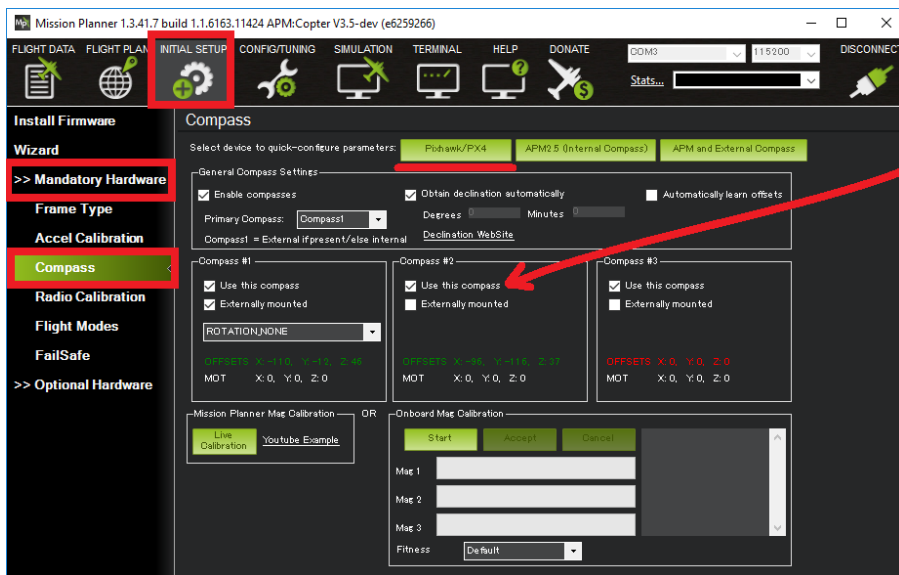 Mission Planner 1.3.41.7 build 1.1.6163.11424 APM:Copter V3.5-dev (e6259266)
FLIGHT DATA FLIGHT PLAN INITIAL SETUP CONFIG/TUNING SIMULATION TERMINAL HELP DONATE COM3 115200 DISCONNECT
Stats...
Install Firmware
Wizard
>> Mandatory Hardware
Frame Type
Accel Calibration
Compass
Radio Calibration
Flight Modes
FailSafe
>> Optional Hardware
Compass
Select device to quick-configure parameters: Pixhawk/PX4 APM2.5 (Internal Compass) APM and External Compass
General Compass Settings
Enable compasses Obtain declination automatically Automatically learn offsets
Primary Compass: Compass1 Degrees 0 Minutes 0
Compass1 = External if present/else internal Declination WebSite
Compass #1 Compass #2 Compass #3
Use this compass Use this compass Use this compass
Externally mounted Externally mounted Externally mounted
ROTATION_NONE
OFFSETS X: -110, Y: -12, Z: 46 OFFSETS X: -96, Y: -116, Z: 37 OFFSETS X: 0, Y: 0, Z: 0
MOT X: 0, Y: 0, Z: 0 MOT X: 0, Y: 0, Z: 0 MOT X: 0, Y: 0, Z: 0
Mission Planner Mag Calibration OR Onboard Mag Calibration
Live Calibration Youtube Example Start Accept Cancel
Mag 1
Mag 2
Mag 3
Fitness Default